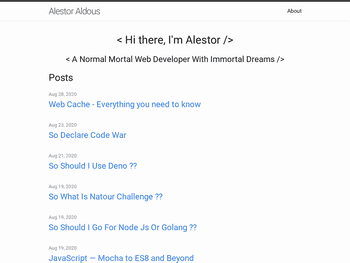 Alestor Aldous
About
< Hi there, I'm Alestor />
< A Normal Mortal Web Developer With Immortal Dreams />
Posts
Aug 28, 2020
Web Cache - Everything you need to know
Aug 23, 2020
So Declare Code War
Aug 21, 2020
So Should I Use Deno ??
Aug 19, 2020
So What Is Natour Challenge ??
Aug 19, 2020
So Should I Go For Node Js Or Golang ??
Aug 19, 2020
JavaScript — Mocha to ES8 and Beyond